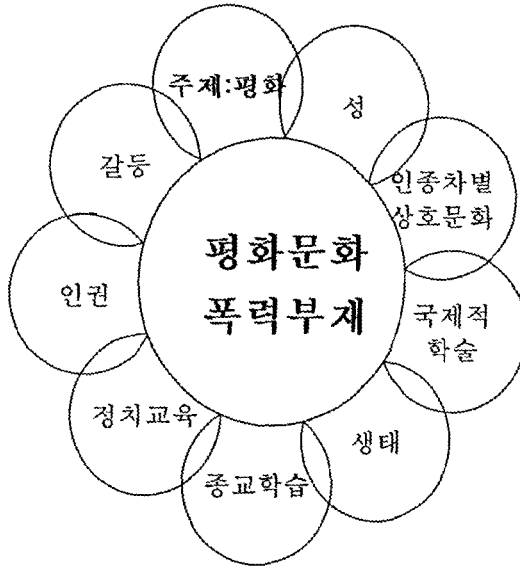 주제:평화
성
인종차별
상호문화
국제적
학술
생태
종교학습
정치교육
인권
갈등
평화문화
폭력부재